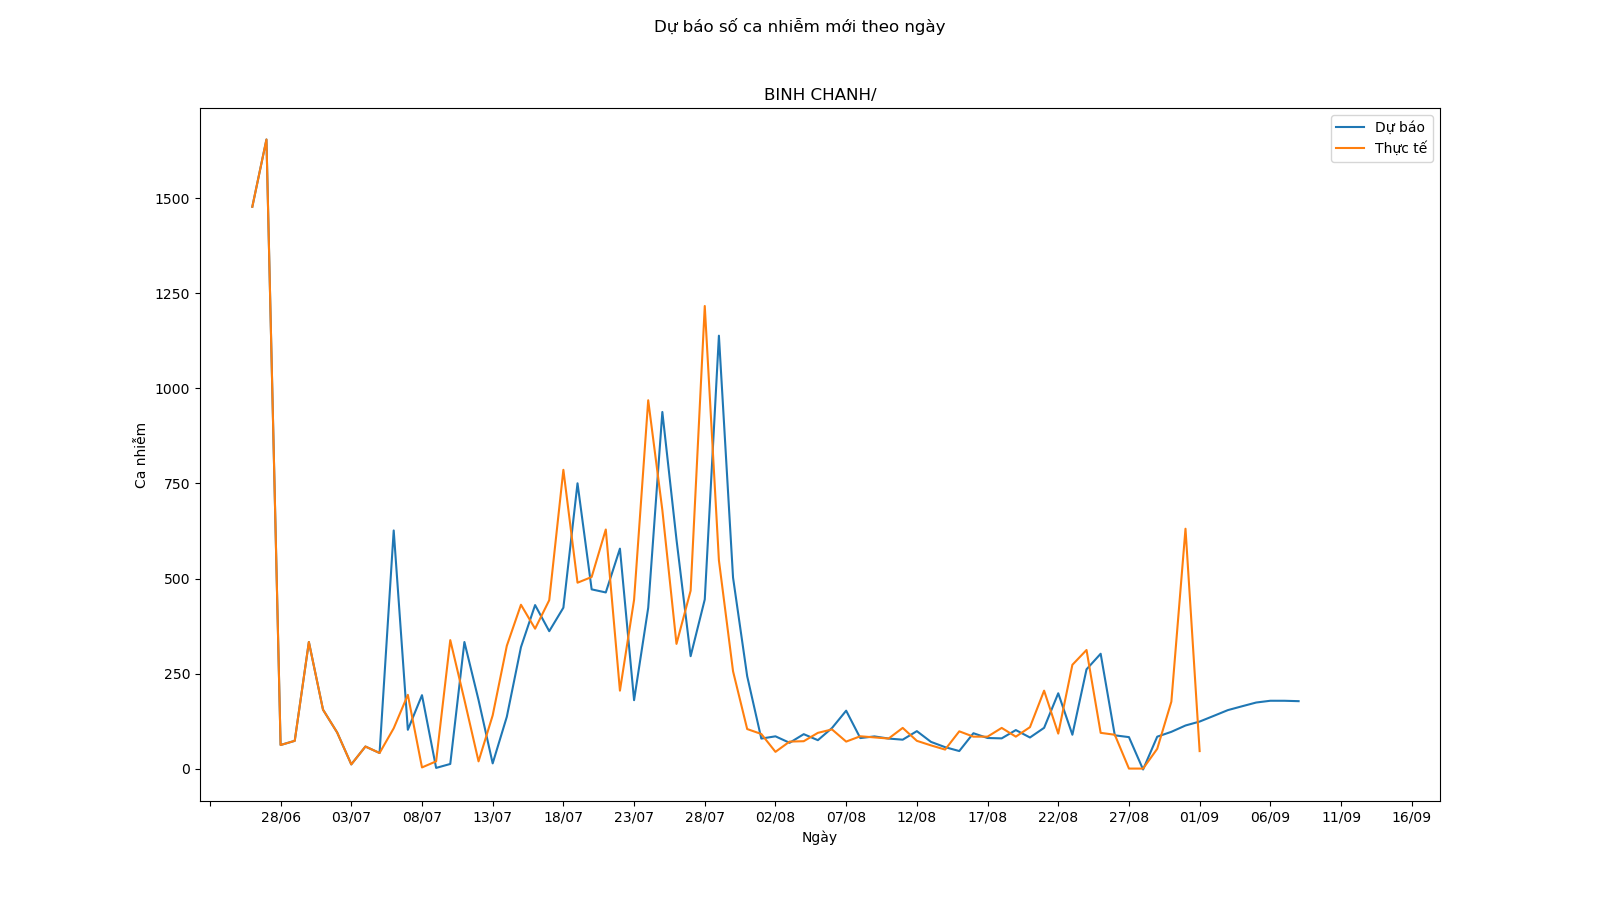 Dự báo số ca nhiễm mới theo ngày
BINH CHANH/
Dự báo
Thực tế
1500
1250
1000
750
500
250
0
Ca nhiễm
28/06 03/07 08/07 13/07 18/07 23/07 28/07 02/08 07/08 12/08 17/08 22/08 27/08 01/09 06/09 11/09 16/09
Ngày